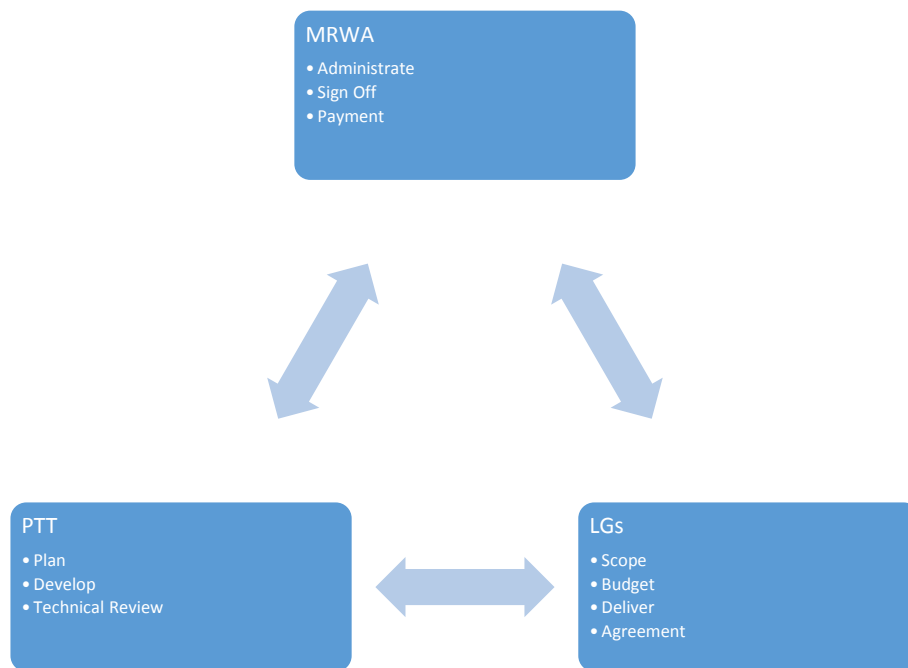 MRWA
• Administrate
• Sign Off
• Payment
PTT
• Plan
• Develop
• Technical Review
LGs
• Scope
• Budget
• Deliver
• Agreement